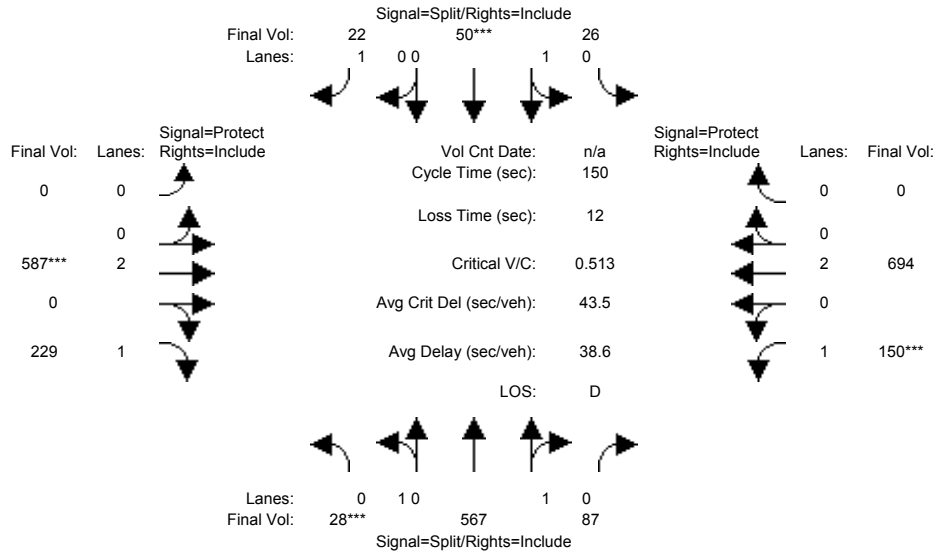 Signal=Split/Rights=Include
Final Vol: 22 50*** 26
Lanes: 1 0 0 1 0
Signal=Protect Signal=Protect
Final Vol: Lanes: Rights=Include Vol Cnt Date: n/a Rights=Include Lanes: Final Vol:
Cycle Time (sec): 150
0 0 0 0
Loss Time (sec): 12
0 0
587*** 2 Critical V/C: 0.513 2 694
0 Avg Crit Del (sec/veh): 43.5 0
229 1 Avg Delay (sec/veh): 38.6 1 150***
LOS: D
Lanes: 0 1 0 1 0
Final Vol: 28*** 567 87
Signal=Split/Rights=Include